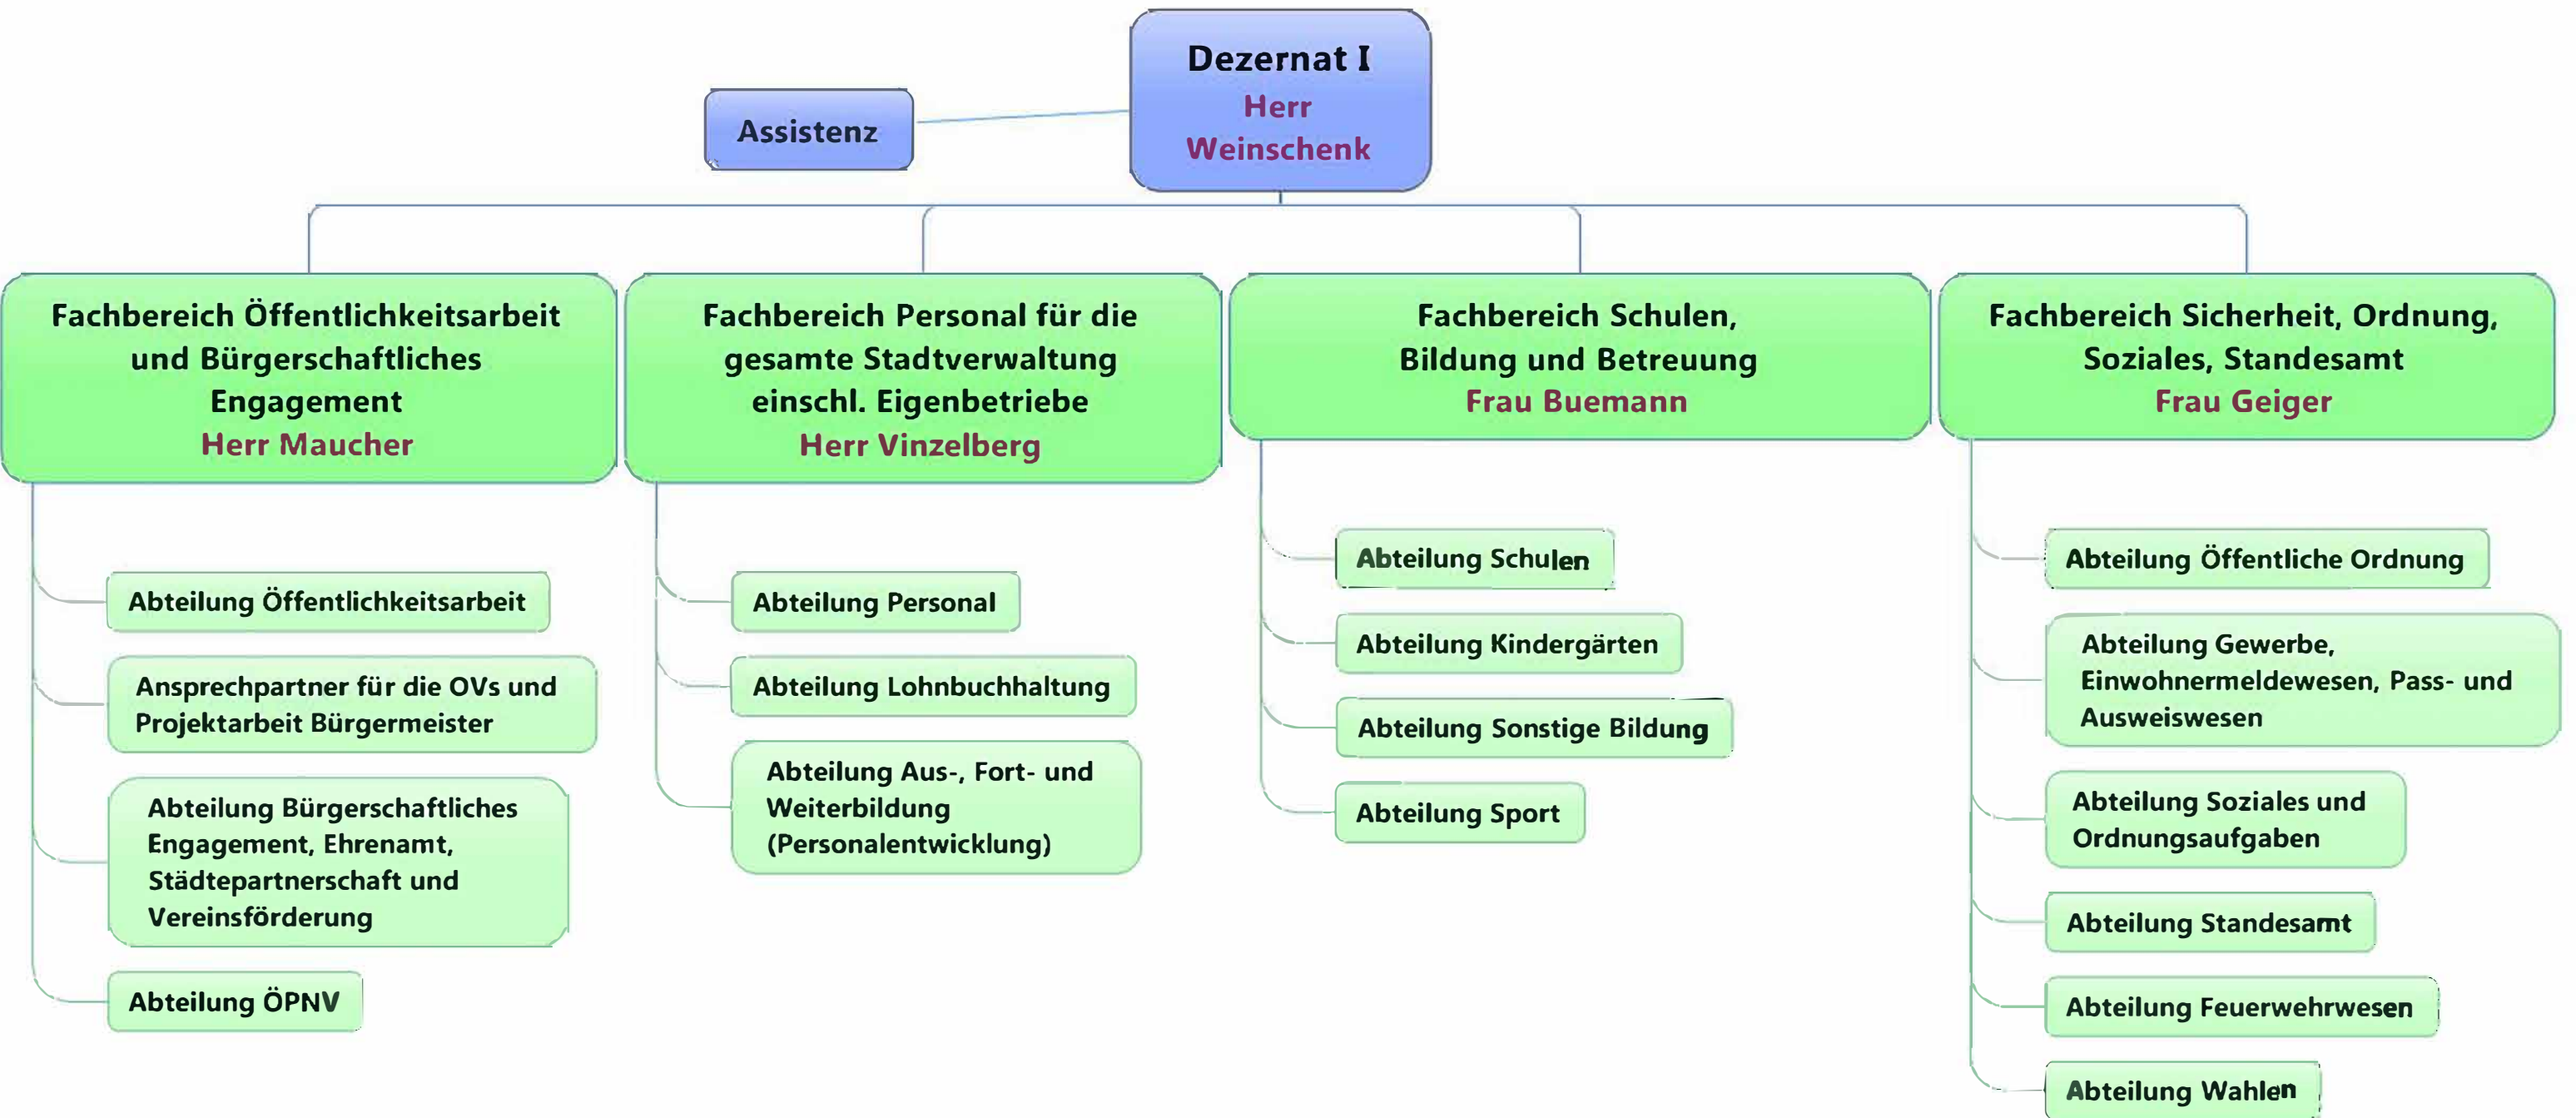 Dezernat I
Herr
Weinschenk
Assistenz
Fachbereich Öffentlichkeitsarbeit
und Bürgerschaftliches
Engagement
Herr Maucher
Abteilung Öffentlichkeitsarbeit
Ansprechpartner für die OVs und
Projektarbeit Bürgermeister
Abteilung Bürgerschaftliches
Engagement, Ehrenamt,
Städtepartnerschaft und
Vereinsförderung
Abteilung ÖPNV
Fachbereich Personal für die
gesamte Stadtverwaltung
einschl. Eigenbetriebe
Herr Vinzelberg
Abteilung Personal
Abteilung Lohnbuchhaltung
Abteilung Aus-, Fort- und
Weiterbildung
(Personalentwicklung)
Fachbereich Schulen,
Bildung und Betreuung
Frau Buemann
Abteilung Schulen
Abteilung Kindergärten
Abteilung Sonstige Bildung
Abteilung Sport
Fachbereich Sicherheit, Ordnung,
Soziales, Standesamt
Frau Geiger
Abteilung Öffentliche Ordnung
Abteilung Gewerbe,
Einwohnermeldewesen, Pass- und
Ausweiswesen
Abteilung Soziales und
Ordnungsaufgaben
Abteilung Standesamt
Abteilung Feuerwehrwesen
Abteilung Wahlen